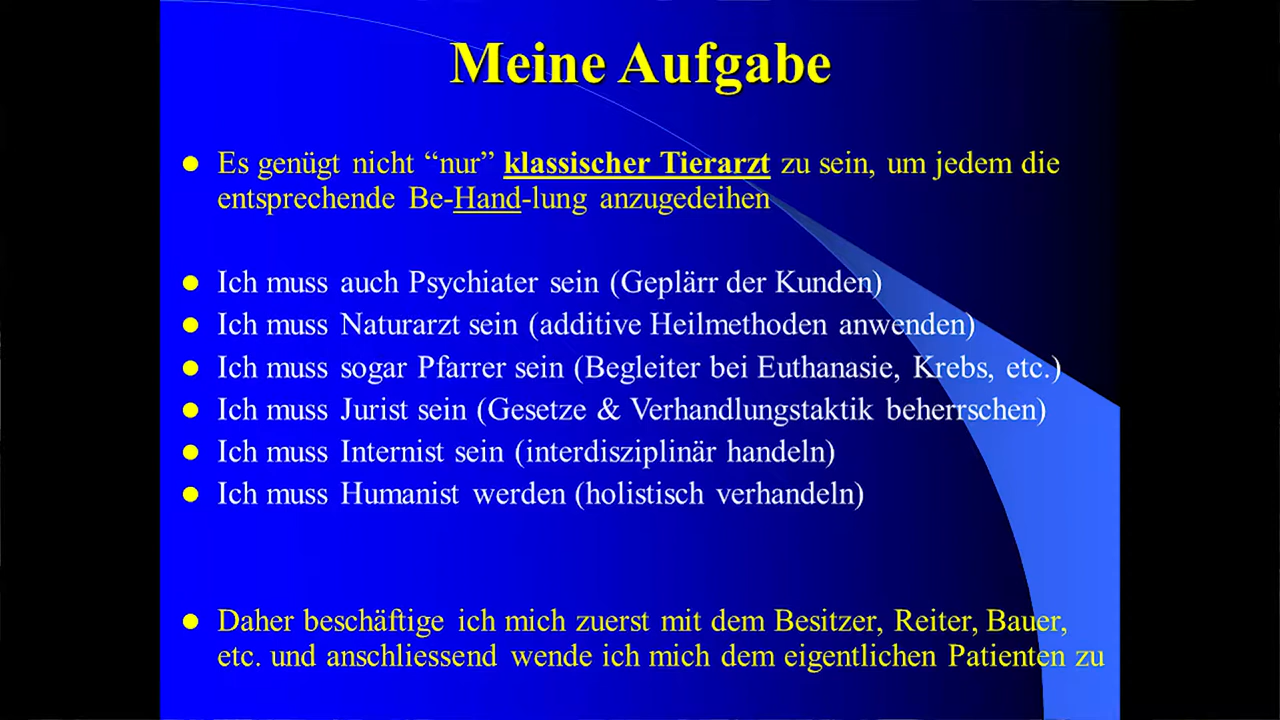 Meine Aufgabe
Es genügt nicht “nur” klassischer Tierarzt zu sein, um jedem die
entsprechende Be-Hand-lung anzugedeihen
Ich muss auch Psychiater sein (Geplärr der Kunden)
Ich muss Naturarzt sein (additive Heilmethoden anwenden)
Ich muss sogar Pfarrer sein (Begleiter bei Euthanasie, Krebs, etc.)
Ich muss Jurist sein (Gesetze & Verhandlungstaktik beherrschen)
Ich muss Internist sein (interdisziplinär handeln)
Ich muss Humanist werden (holistisch verhandeln)
Daher beschäftige ich mich zuerst mit dem Besitzer, Reiter, Bauer,
etc. und anschliessend wende ich mich dem eigentlichen Patienten zu